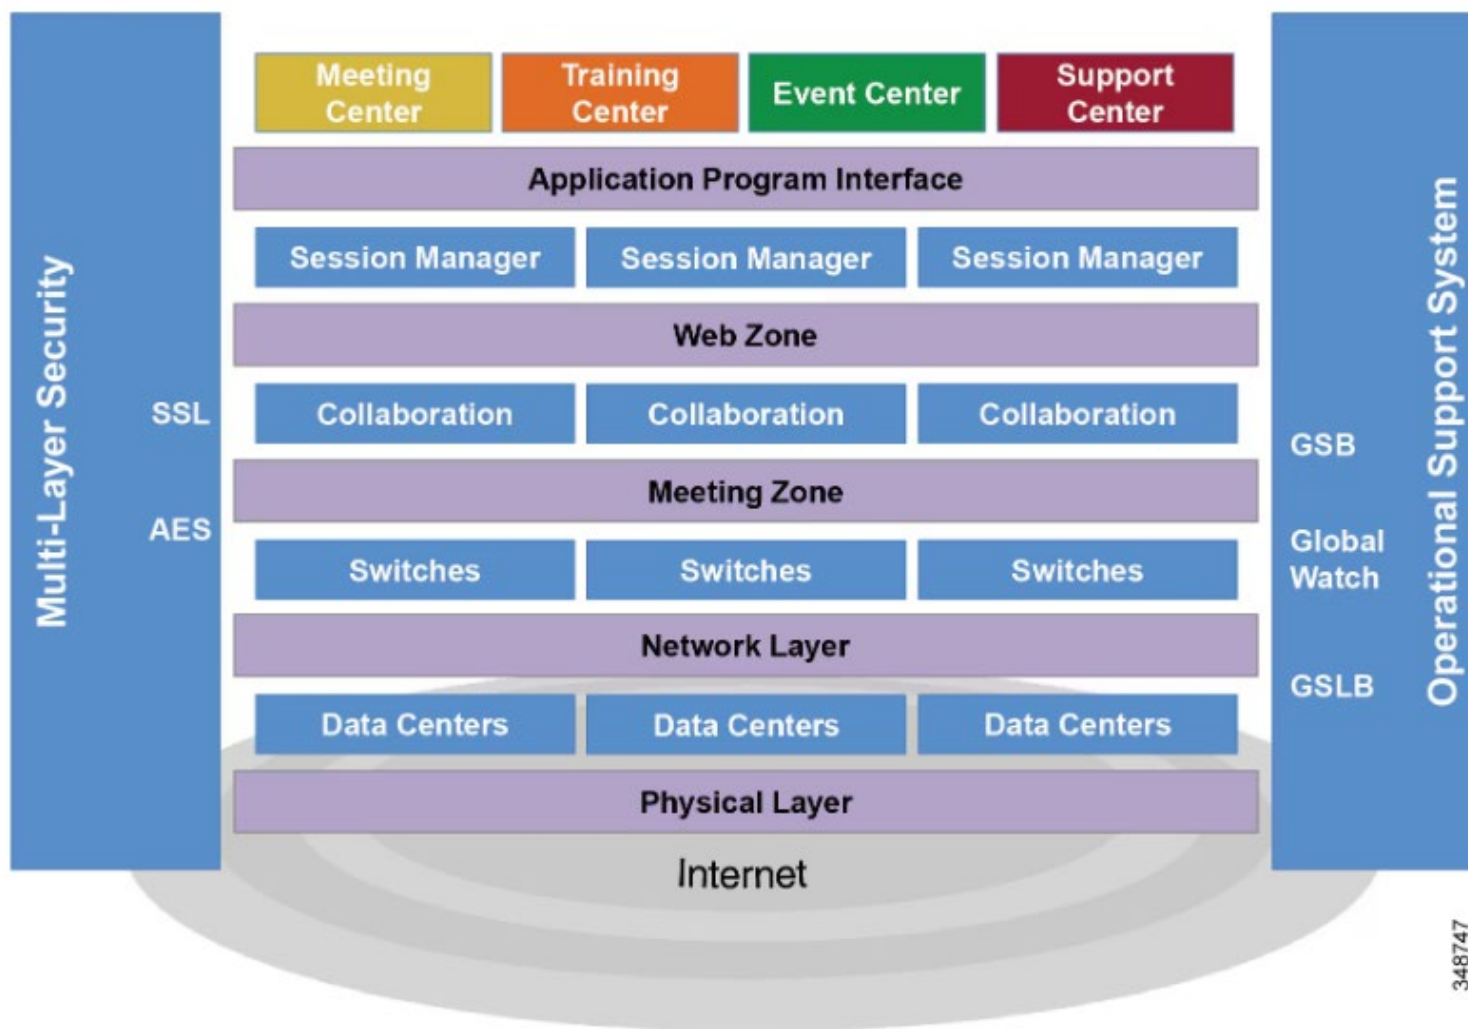 Meeting
Center
Training
Center
Event Center
Support
Center
Application Program Interface
Session Manager
Session Manager
Session Manager
Web Zone
Collaboration
Collaboration
Collaboration
Meeting Zone
Switches
Switches
Switches
Network Layer
Data Centers
Data Centers
Data Centers
Physical Layer
Internet
Multi-Layer Security
SSL
AES
GSB
Global
Watch
GSLB
Operational Support System
348747